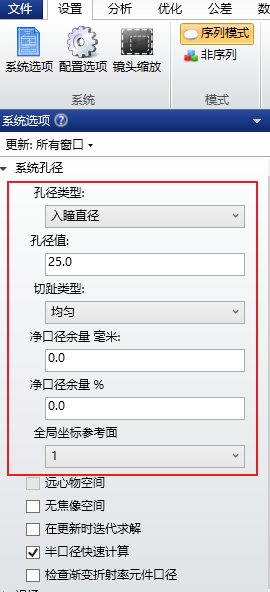 文件 设置 分析 优化 公差
系统选项 配置选项 镜头缩放
序列模式
非序列
系统 模式
系统选项
更新: 所有窗口
系统孔径
孔径类型:
入瞳直径
孔径值:
25.0
切趾类型:
均匀
净口径余量 毫米:
0.0
净口径余量 %
0.0
全局坐标参考面
1
远心物空间
无焦像空间
在更新时迭代求解
半口径快速计算
检查渐变折射率元件口径